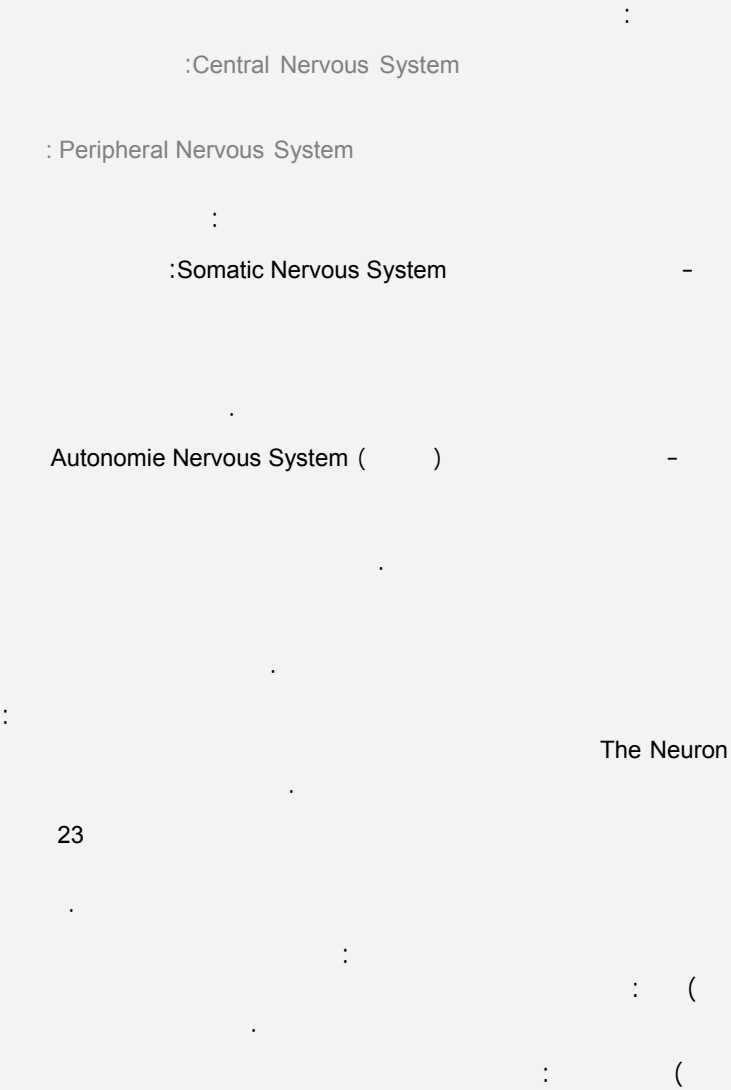 :
Central Nervous System:
Peripheral Nervous System :
:
- Somatic Nervous System:
.
- ( ) Autonomie Nervous System
.
.
:
The Neuron
.
23
.
:
( :
.
( :